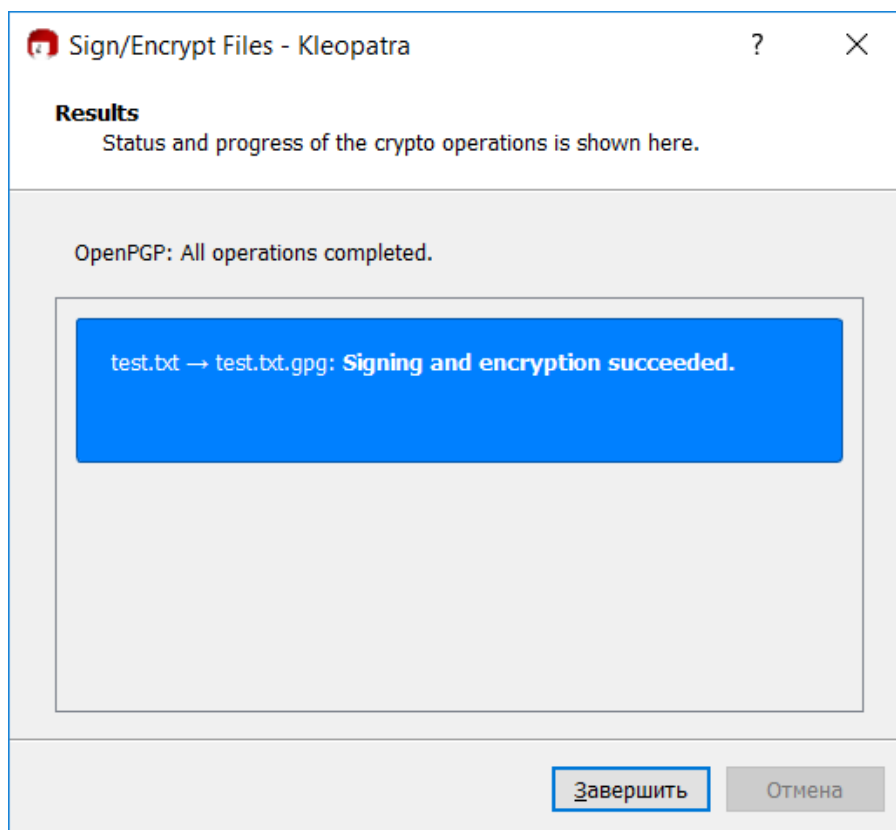 Sign/Encrypt Files - Kleopatra
?
Results
Status and progress of the crypto operations is shown here.
OpenPGP: All operations completed.
test.txt → test.txt.gpg: Signing and encryption succeeded.
Завершить
Отмена